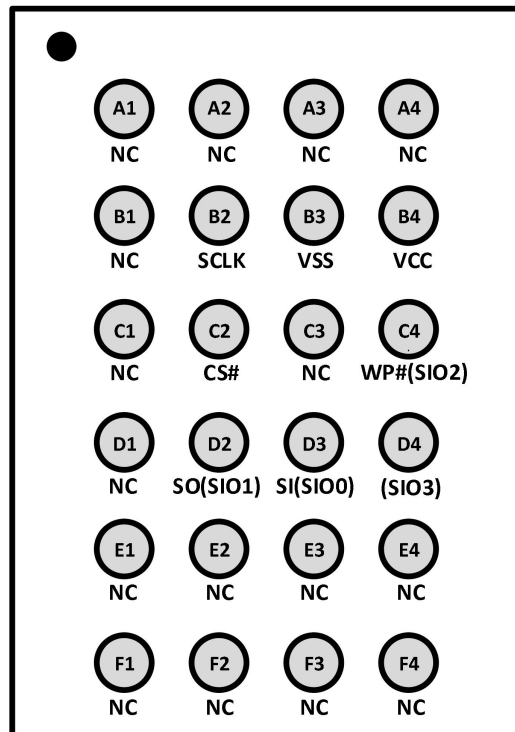 A1 A2 A3 A4
NC NC NC NC
B1 B2 B3 B4
NC SCLK VSS VCC
C1 C2 C3 C4
NC CS# NC WP#(SIO2)
D1 D2 D3 D4
NC SO(SIO1) SI(SIO0) (SIO3)
E1 E2 E3 E4
NC NC NC NC
F1 F2 F3 F4
NC NC NC NC